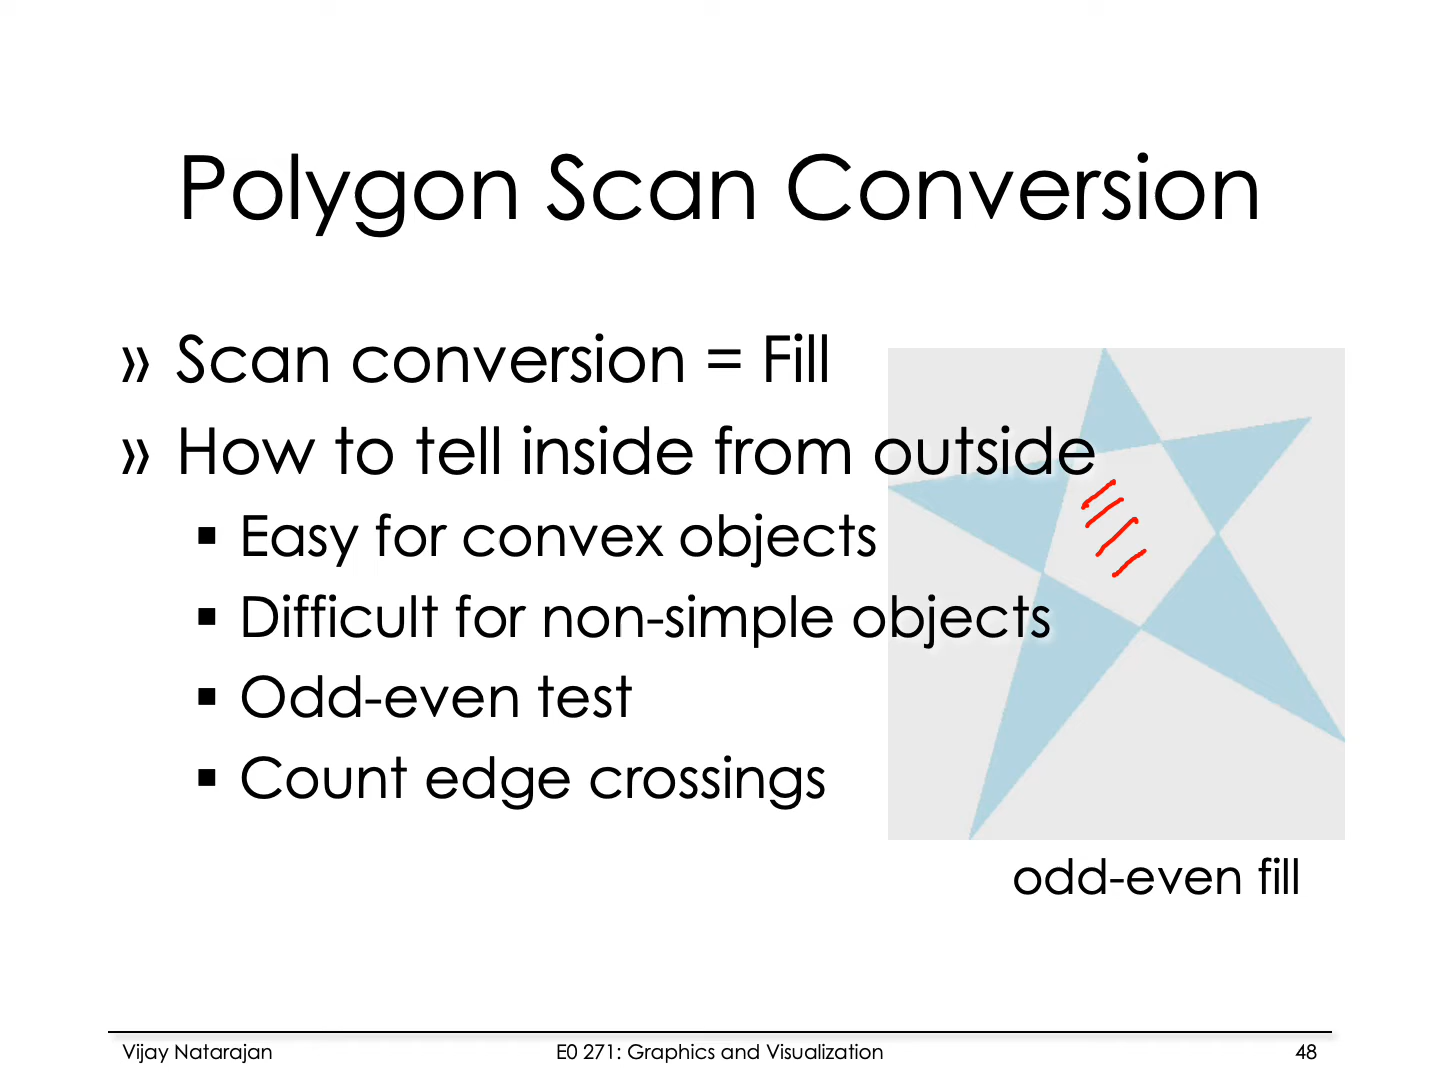 Polygon Scan Conversion
» Scan conversion = Fill
» How to tell inside from outside
▪ Easy for convex objects
▪ Difficult for non-simple objects
▪ Odd-even test
▪ Count edge crossings
odd-even fill
Vijay Natarajan
E0 271: Graphics and Visualization
48